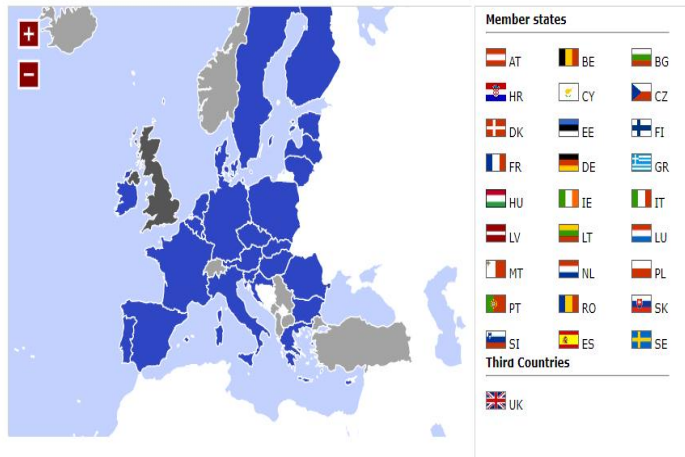 +
−
Member states
AT BE BG
HR CY CZ
DK EE FI
FR DE GR
HU IE IT
LV LT LU
MT NL PL
PT RO SK
SI ES SE
Third Countries
UK